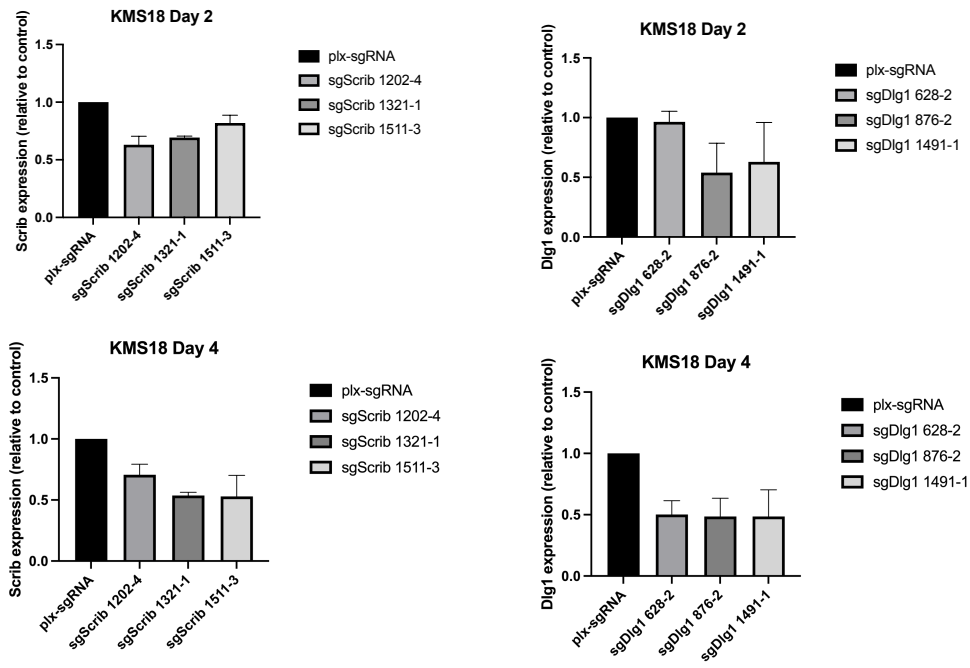 KMS18 Day 2
Scrib expression (relative to control)
1.5
1.0
0.5
0.0
plx-sgRNA
sgScrib 1202-4
sgScrib 1321-1
sgScrib 1511-3
plx-sgRNA
sgScrib 1202-4
sgScrib 1321-1
sgScrib 1511-3
KMS18 Day 2
Dlg1 expression (relative to control)
1.5
1.0
0.5
0.0
plx-sgRNA
sgDlg1 628-2
sgDlg1 876-2
sgDlg1 1491-1
plx-sgRNA
sgDlg1 628-2
sgDlg1 876-2
sgDlg1 1491-1
KMS18 Day 4
Scrib expression (relative to control)
1.5
1.0
0.5
0.0
plx-sgRNA
sgScrib 1202-4
sgScrib 1321-1
sgScrib 1511-3
plx-sgRNA
sgScrib 1202-4
sgScrib 1321-1
sgScrib 1511-3
KMS18 Day 4
Dlg1 expression (relative to control)
1.5
1.0
0.5
0.0
plx-sgRNA
sgDlg1 628-2
sgDlg1 876-2
sgDlg1 1491-1
plx-sgRNA
sgDlg1 628-2
sgDlg1 876-2
sgDlg1 1491-1